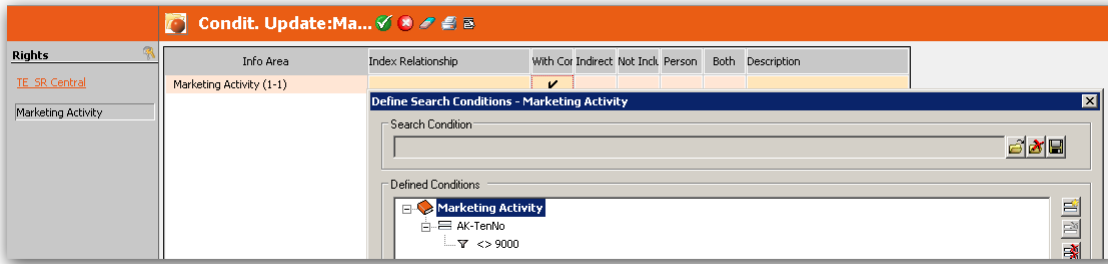 Condit. Update:Ma...
Rights
TE_SR Central
Marketing Activity
Info Area Index Relationship With Cor Indirect Not Inclu Person Both Description
Marketing Activity (1-1)
Define Search Conditions - Marketing Activity
Search Condition
Defined Conditions
Marketing Activity
AK-TenNo
<> 9000